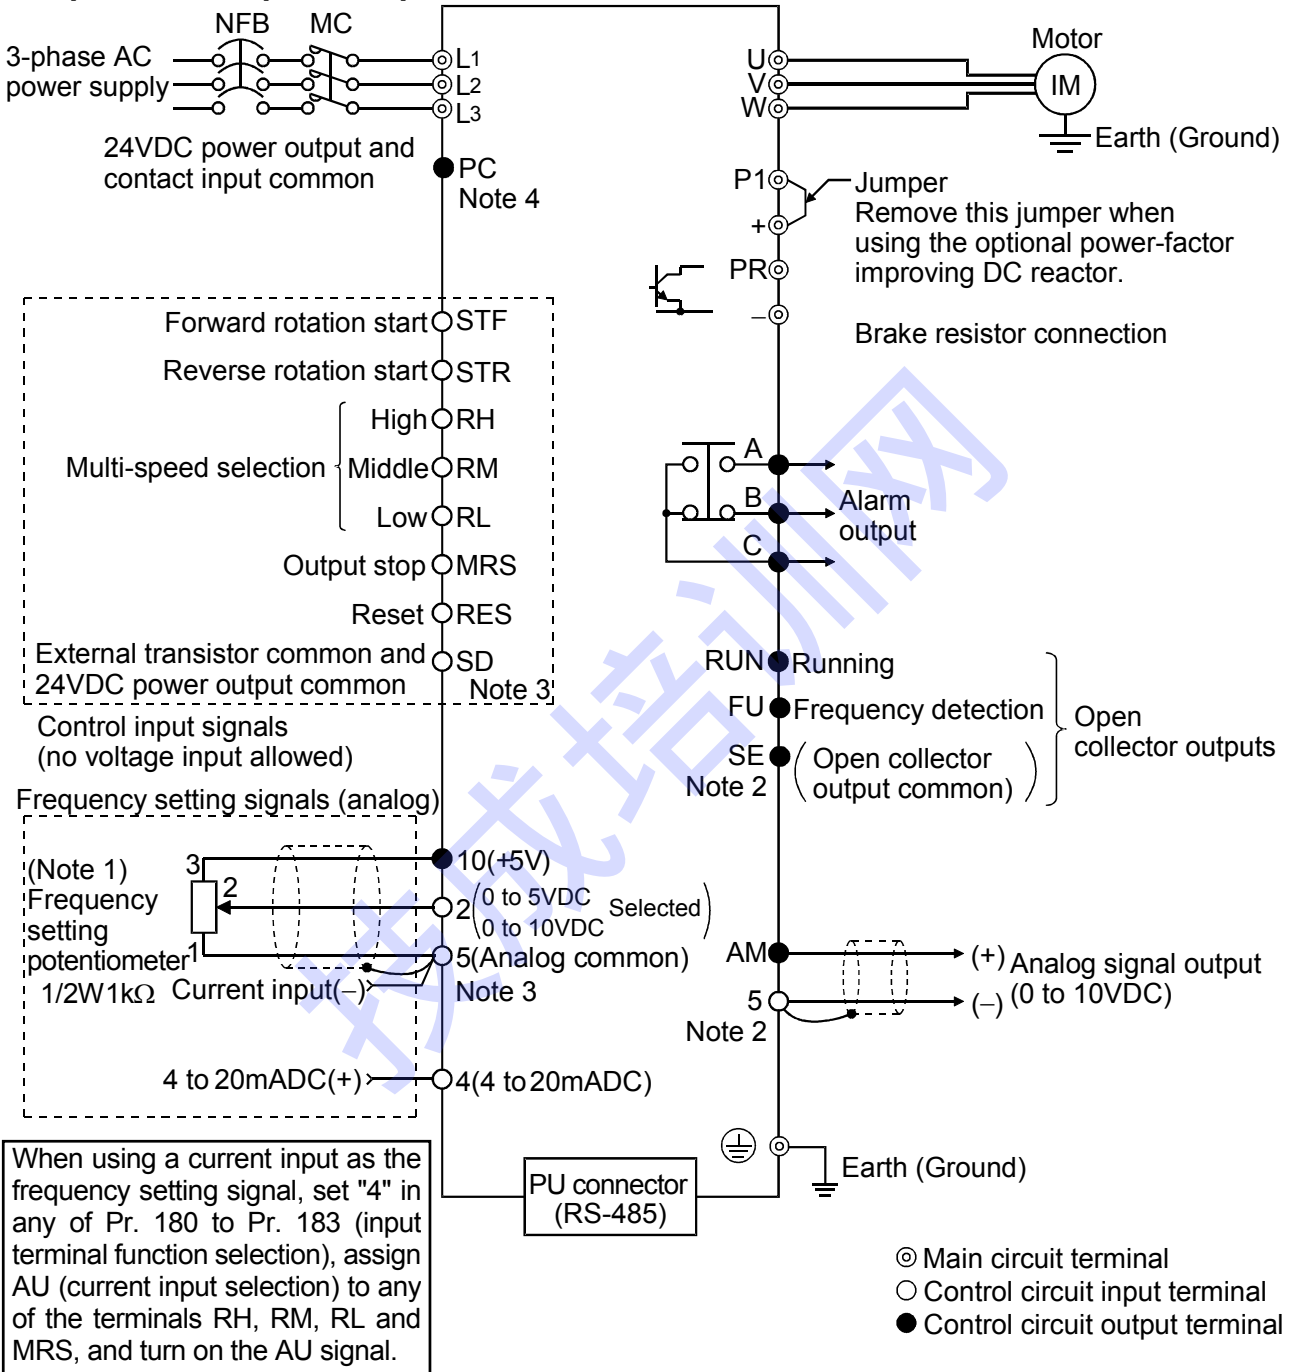 NFB
MC
3-phase AC
power supply
L1
L2
L3
U
V
W
Motor
IM
Earth (Ground)
24VDC power output and
contact input common
PC
Note 4
P1
+
Jumper
Remove this jumper when
using the optional power-factor
improving DC reactor.
PR
−
Brake resistor connection
Forward rotation start
STF
Reverse rotation start
STR
High
RH
Multi-speed selection
Middle
RM
Low
RL
Output stop
MRS
Reset
RES
External transistor common and
24VDC power output common
SD
Note 3
Control input signals
(no voltage input allowed)
A
B
C
Alarm
output
RUN
Running
FU
Frequency detection
SE
Note 2
(Open collector
output common)
Open
collector outputs
Frequency setting signals (analog)
(Note 1)
Frequency
setting
potentiometer
1/2W1kΩ
3
2
1
10(+5V)
2
(0 to 5VDC
0 to 10VDC
Selected)
5(Analog common)
Note 3
Current input(−)
4 to 20mADC(+)
4(4 to 20mADC)
AM
5
Note 2
(+)
(−)
Analog signal output
(0 to 10VDC)
Earth (Ground)
PU connector
(RS-485)
When using a current input as the
frequency setting signal, set "4" in
any of Pr. 180 to Pr. 183 (input
terminal function selection), assign
AU (current input selection) to any
of the terminals RH, RM, RL and
MRS, and turn on the AU signal.
Main circuit terminal
Control circuit input terminal
Control circuit output terminal
技成培训网